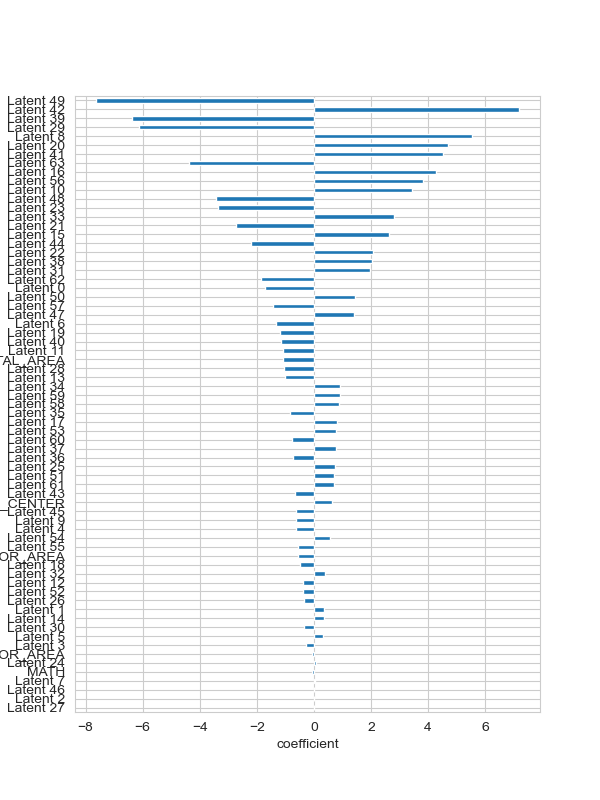 Latent 49
Latent 42
Latent 39
Latent 29
Latent 8
Latent 20
Latent 41
Latent 63
Latent 16
Latent 56
Latent 10
Latent 48
Latent 23
Latent 33
Latent 21
Latent 15
Latent 44
Latent 22
Latent 38
Latent 31
Latent 62
Latent 0
Latent 50
Latent 57
Latent 47
Latent 6
Latent 19
Latent 40
Latent 11
TAL_AREA
Latent 28
Latent 13
Latent 34
Latent 59
Latent 58
Latent 35
Latent 17
Latent 53
Latent 60
Latent 37
Latent 36
Latent 25
Latent 51
Latent 61
Latent 43
_CENTER
Latent 45
Latent 9
Latent 4
Latent 54
Latent 55
OR_AREA
Latent 18
Latent 32
Latent 12
Latent 52
Latent 26
Latent 1
Latent 14
Latent 30
Latent 5
Latent 3
OR_AREA
Latent 24
MATH
Latent 7
Latent 46
Latent 2
Latent 27
−8 −6 −4 −2 0 2 4 6
coefficient